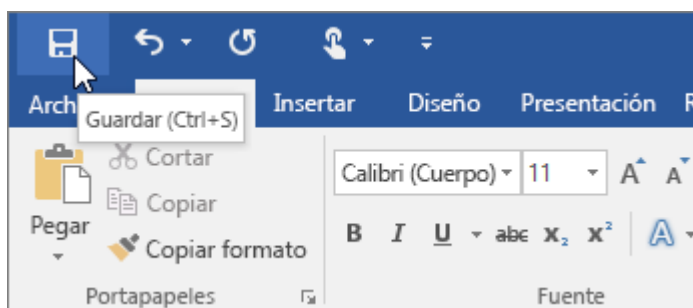 Arch
Guardar (Ctrl+S)
Insertar
Diseño
Presentación
R
Cortar
Copiar
Copiar formato
Pegar
Portapapeles
Calibri (Cuerpo)
11
A A
B I U abc x₂ x²
A
Fuente